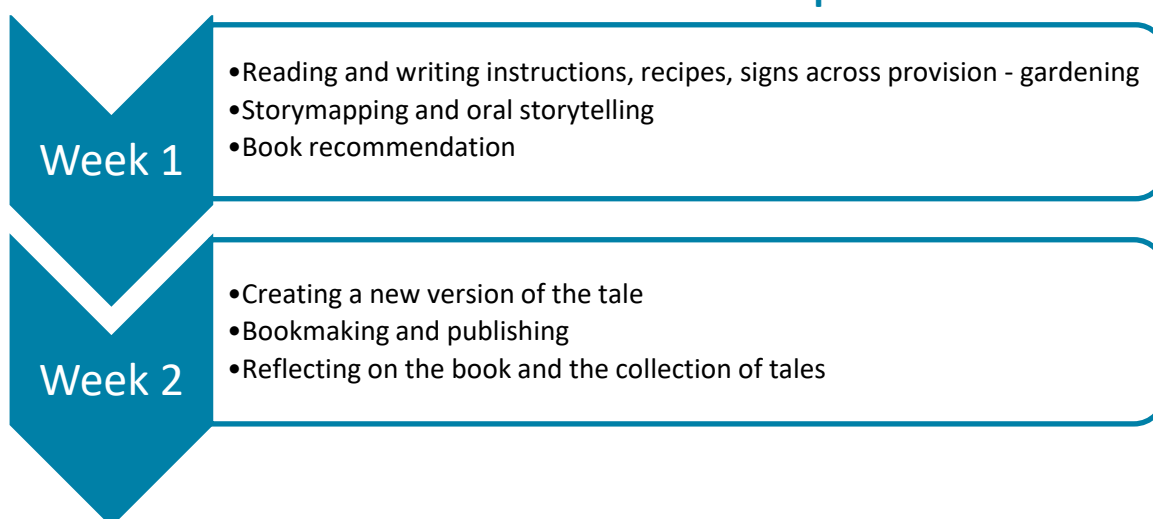 Week 1
•Reading and writing instructions, recipes, signs across provision - gardening
•Storymapping and oral storytelling
•Book recommendation
Week 2
•Creating a new version of the tale
•Bookmaking and publishing
•Reflecting on the book and the collection of tales